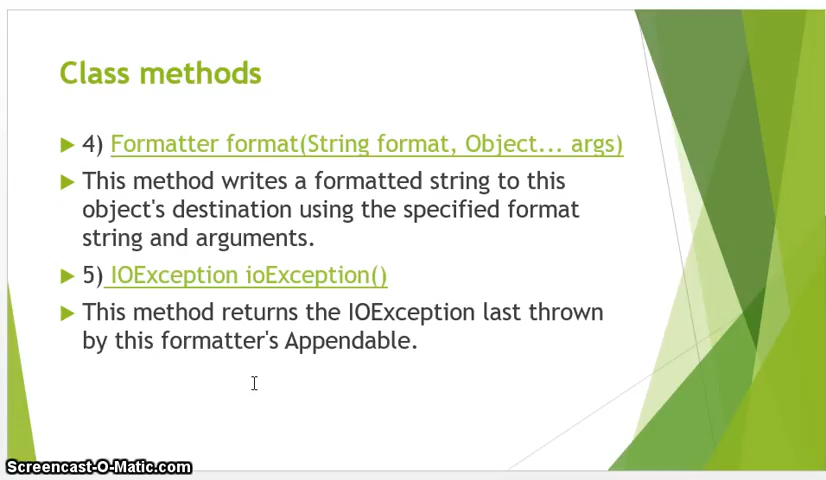 Class methods
4) Formatter format(String format, Object... args)
This method writes a formatted string to this
object's destination using the specified format
string and arguments.
5) IOException ioException()
This method returns the IOException last thrown
by this formatter's Appendable.
Screencast-O-Matic.com